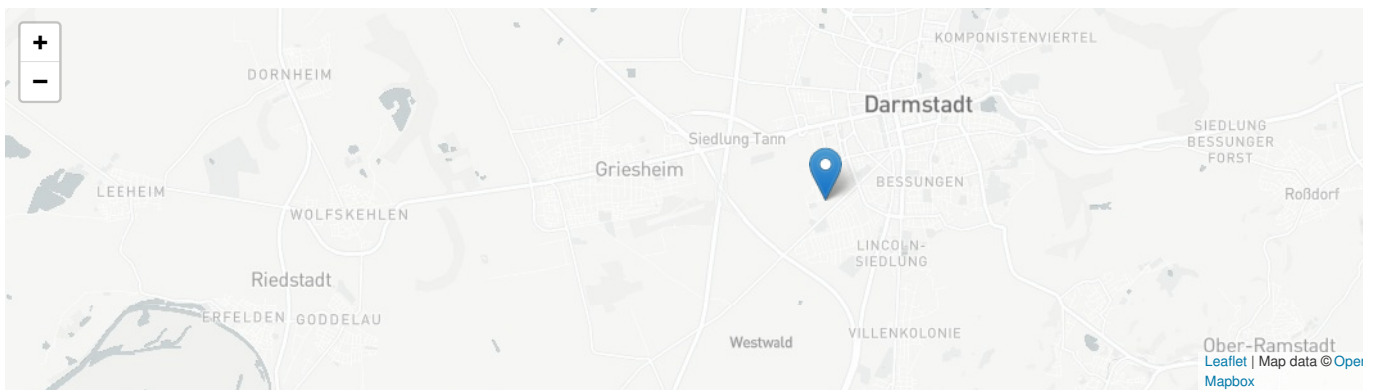 +
−
KOMPONISTENVIERTEL
DORNHEIM
Darmstadt
SIEDLUNG
BESSUNGER
FORST
Siedlung Tann
Griesheim
BESSUNGEN
LEEHEIM
Roßdorf
WOLFSKEHLEN
LINCOLN-
SIEDLUNG
Riedstadt
ERFELDEN
GODDELAU
VILLENKOLONIE
Westwald
Ober-Ramstadt
Leaflet | Map data © Oper
Mapbox